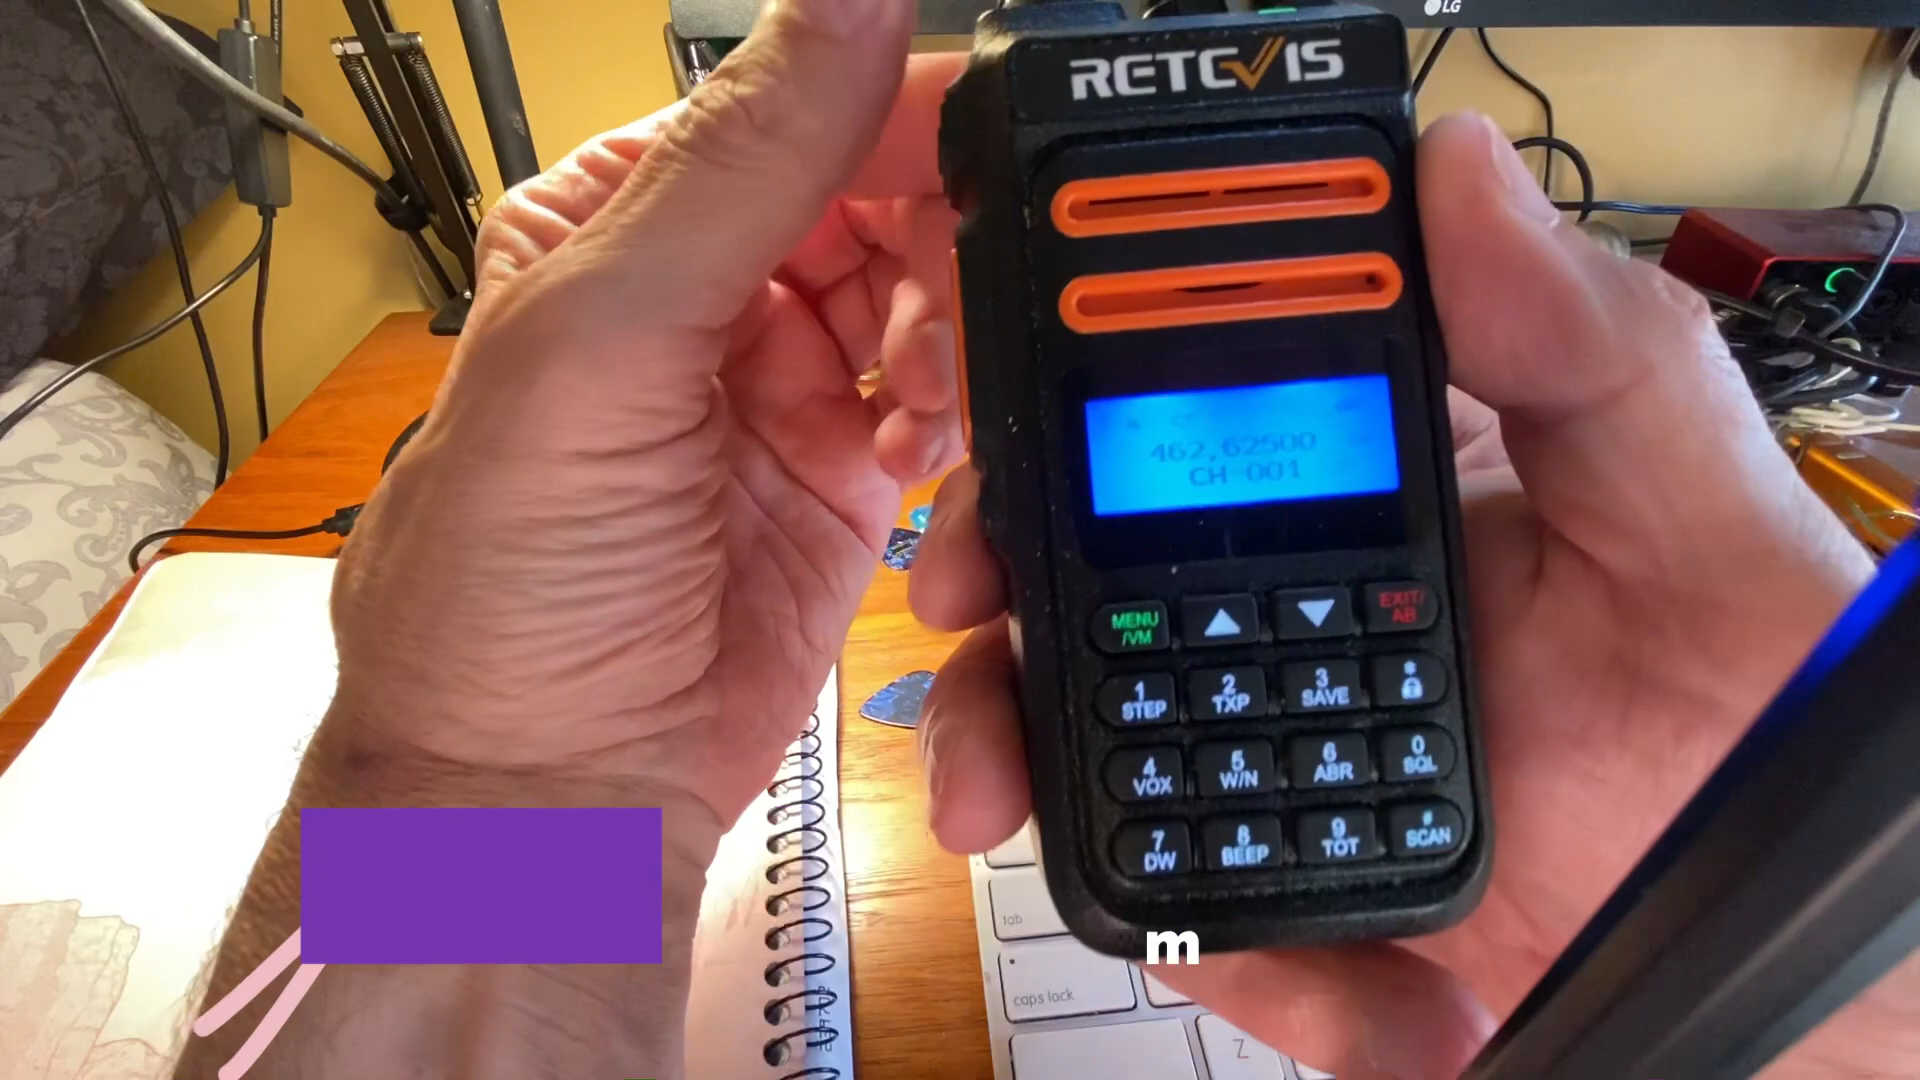 LG
RETEVIS
462.62500
CH-001
MENU
/VM
EXIT/
AB
1
STEP
2
TXP
3
SAVE
*
4
VOX
5
W/N
6
ABR
0
SQL
7
DW
8
BEEP
9
TOT
#
SCAN
m
tab
caps lock
Z